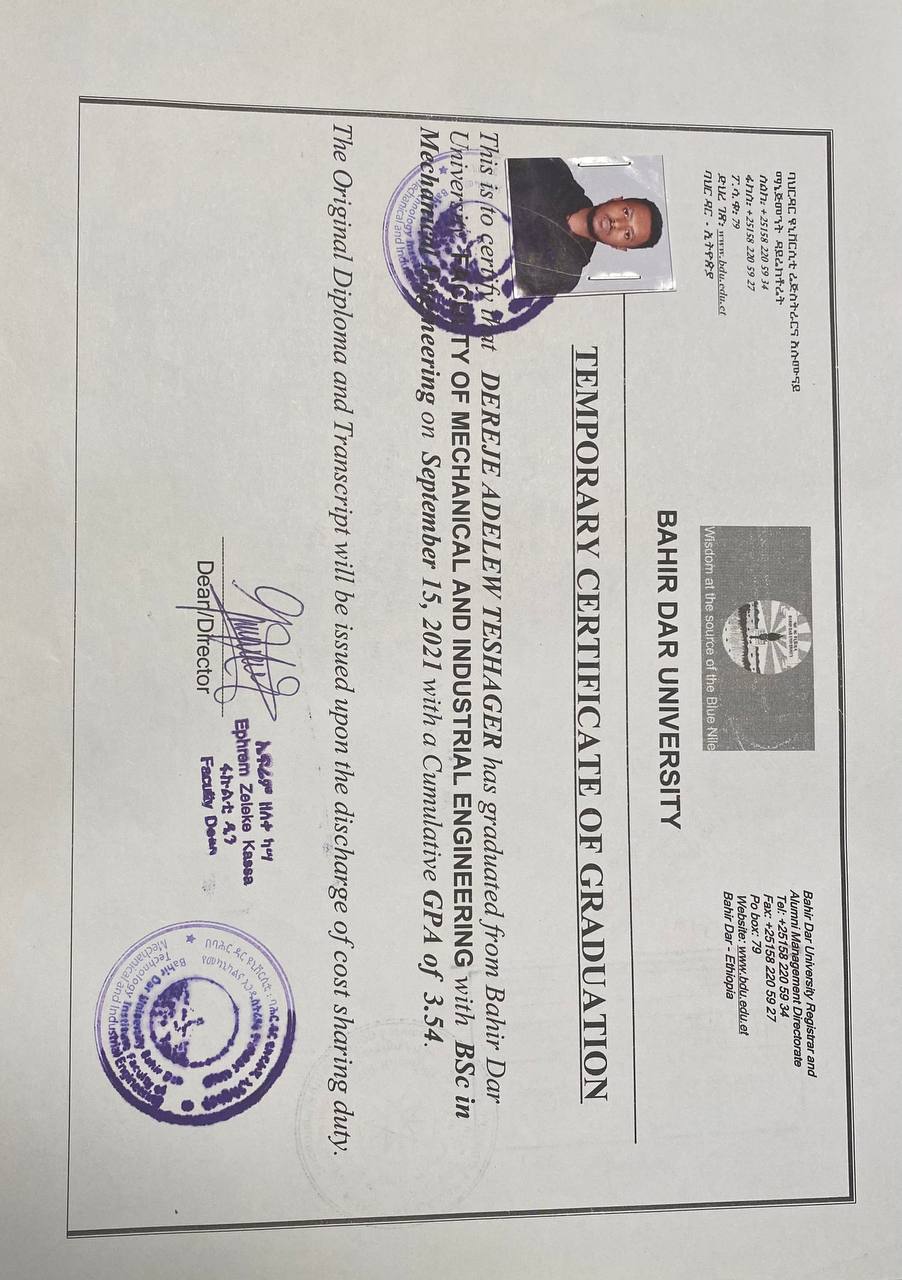 ባህርዳር ዩኒቨርሲቲ ሬጅስትራርና አሉሙናይ
ማኔጅመንት ዳይሬክቶሬት
ስልክ: +25158 220 59 34
ፋክስ: +25158 220 59 27
ፖ.ሳ.ቁ: 79
ድህረ ገጽ: www.bdu.edu.et
ባህር ዳር - ኢትዮጵያ
BAHIR DAR UNIVERSITY
Wisdom at the source of the Blue Nile
Bahir Dar University Registrar and
Alumni Management Directorate
Tel: +25158 220 59 34
Fax: +25158 220 59 27
Po box: 79
Website: www.bdu.edu.et
Bahir Dar - Ethiopia
BAHIR DAR UNIVERSITY
TEMPORARY CERTIFICATE OF GRADUATION
This is to certify that DEREJE ADELEW TESHAGER has graduated from Bahir Dar
University FACULTY OF MECHANICAL AND INDUSTRIAL ENGINEERING with BSc in
Mechanical Engineering on September 15, 2021 with a Cumulative GPA of 3.54.
The Original Diploma and Transcript will be issued upon the discharge of cost sharing duty.
Dean/Director
ኤፍሬም ዘለቀ ካሣ
Ephrem Zeleke Kassa
ፋኩልቲ ዲን
Faculty Dean
Bahir Dar University Bahir Dar
Technology Institute Faculty of
Mechanical and Industrial Engineering